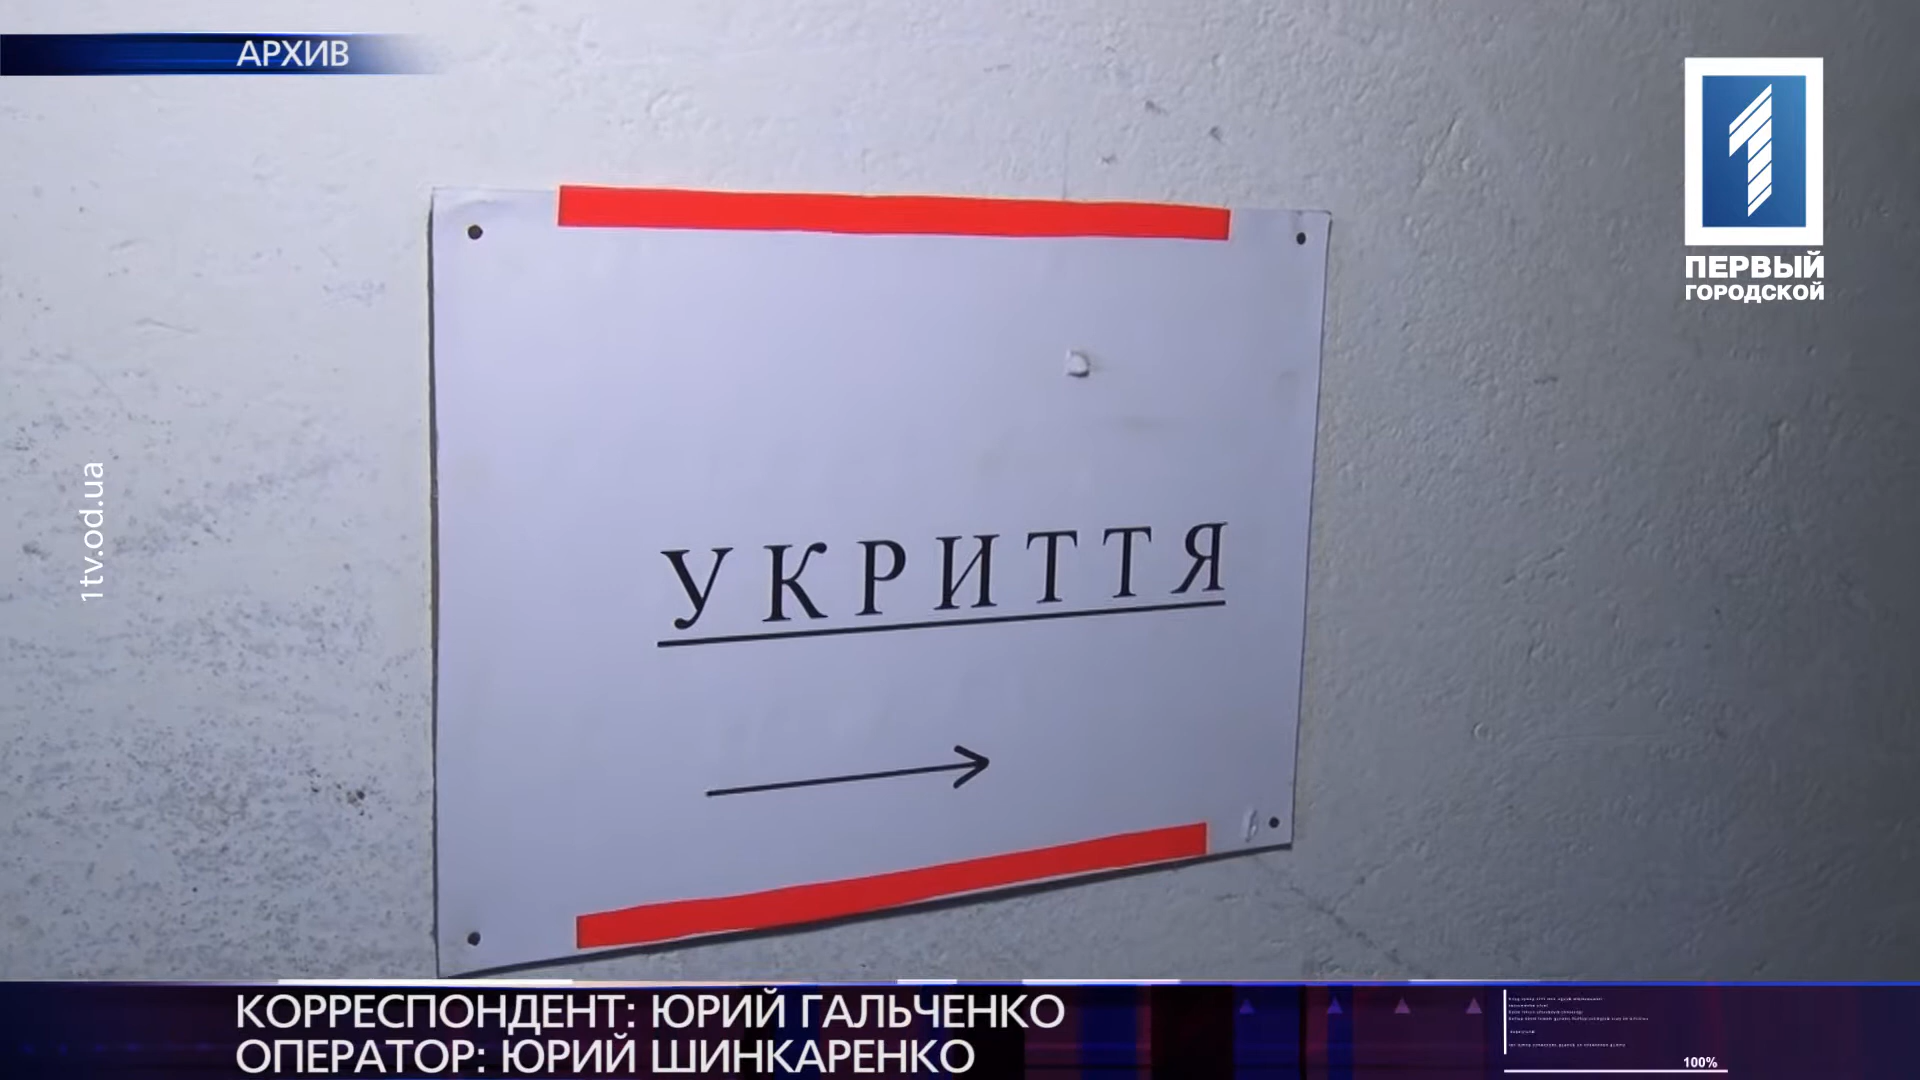 АРХИВ
ПЕРВЫЙ
ГОРОДСКОЙ
1tv.od.ua
УКРИТТЯ
КОРРЕСПОНДЕНТ: ЮРИЙ ГАЛЬЧЕНКО
ОПЕРАТОР: ЮРИЙ ШИНКАРЕНКО
100%